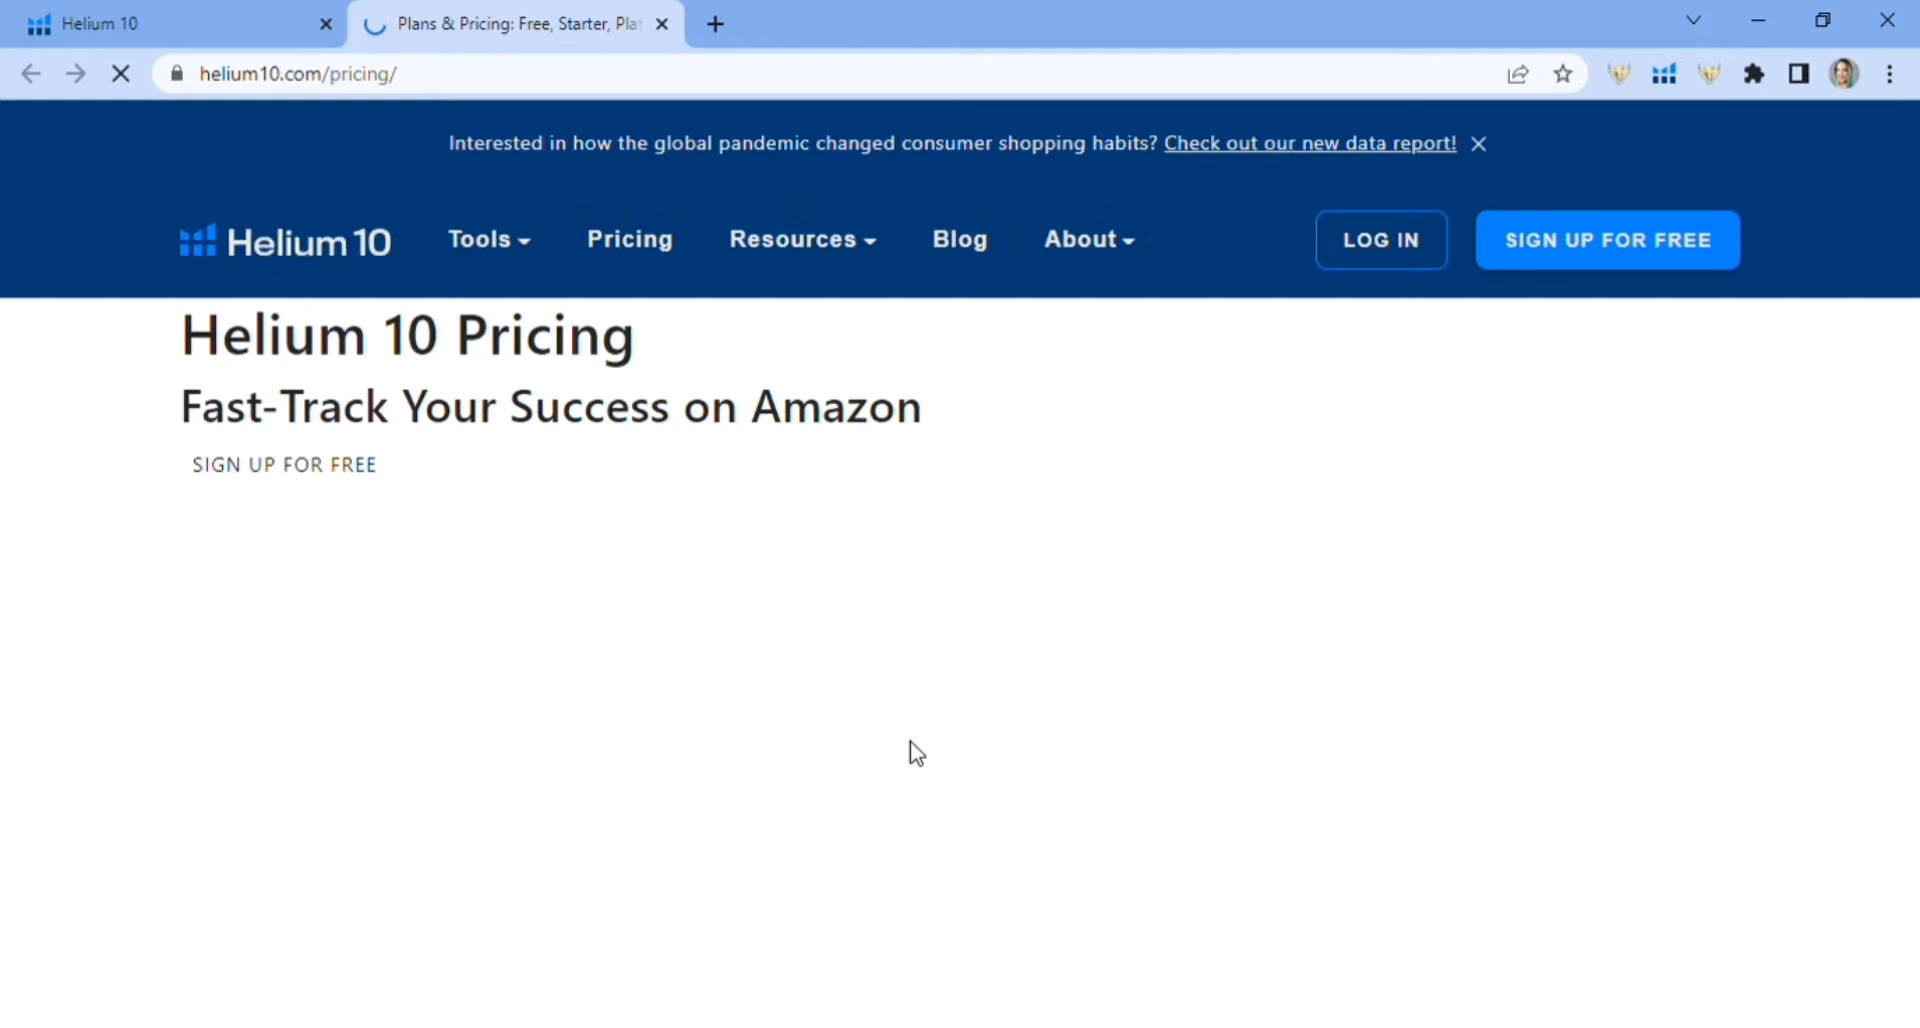 Helium 10
Plans & Pricing: Free, Starter, Plat
helium10.com/pricing/
Interested in how the global pandemic changed consumer shopping habits? Check out our new data report!
Helium 10
Tools
Pricing
Resources
Blog
About
LOG IN
SIGN UP FOR FREE
Helium 10 Pricing
Fast-Track Your Success on Amazon
SIGN UP FOR FREE